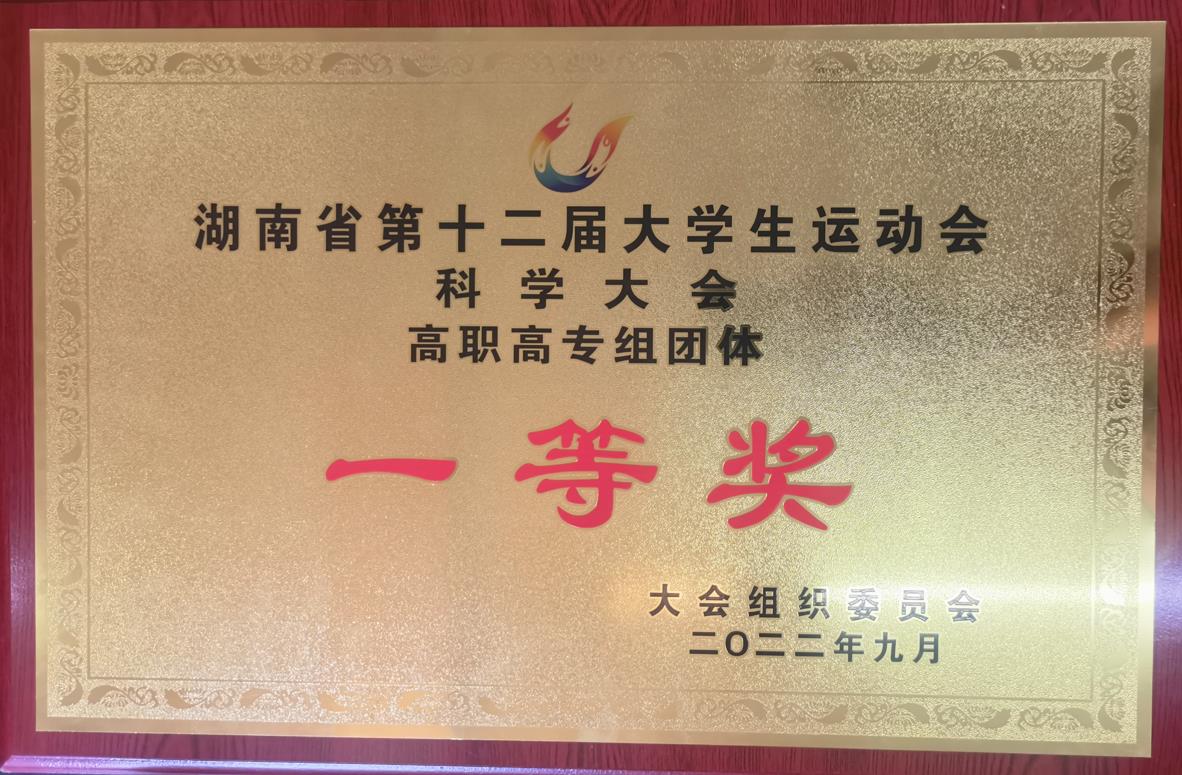 湖南省第十二届大学生运动会
科学大会
高职高专组团体
一等奖
大会组织委员会
二〇二二年九月